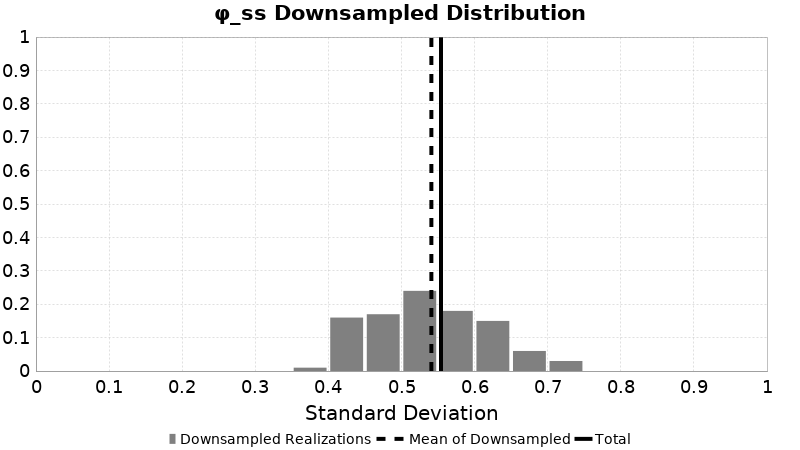 φ_ss Downsampled Distribution
1
0.9
0.8
0.7
0.6
0.5
0.4
0.3
0.2
0.1
0
0 0.1 0.2 0.3 0.4 0.5 0.6 0.7 0.8 0.9 1
Standard Deviation
Downsampled Realizations Mean of Downsampled Total